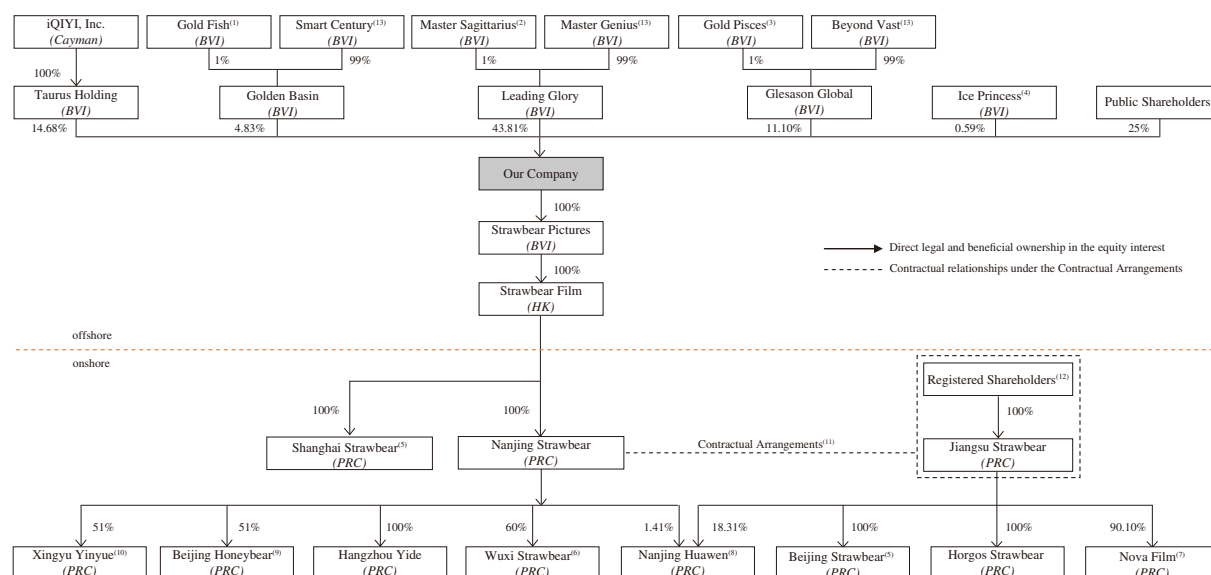 iQIYI, Inc.
(Cayman)
Gold Fish(1)
(BVI)
Smart Century(13)
(BVI)
Master Sagittarius(2)
(BVI)
Master Genius(13)
(BVI)
Gold Pisces(3)
(BVI)
Beyond Vast(13)
(BVI)
100%
1%
99%
1%
99%
1%
99%
Taurus Holding
(BVI)
Golden Basin
(BVI)
Leading Glory
(BVI)
Glesason Global
(BVI)
Ice Princess(4)
(BVI)
Public Shareholders
14.68%
4.83%
43.81%
11.10%
0.59%
25%
Our Company
100%
Strawbear Pictures
(BVI)
100%
Strawbear Film
(HK)
Direct legal and beneficial ownership in the equity interest
Contractual relationships under the Contractual Arrangements
offshore
onshore
Registered Shareholders(12)
100%
100%
100%
Shanghai Strawbear(5)
(PRC)
Nanjing Strawbear
(PRC)
Contractual Arrangements(11)
Jiangsu Strawbear
(PRC)
51%
51%
100%
60%
1.41%
18.31%
100%
100%
90.10%
Xingyu Yinyue(10)
(PRC)
Beijing Honeybear(9)
(PRC)
Hangzhou Yide
(PRC)
Wuxi Strawbear(6)
(PRC)
Nanjing Huawen(8)
(PRC)
Beijing Strawbear(5)
(PRC)
Horgos Strawbear
(PRC)
Nova Film(7)
(PRC)